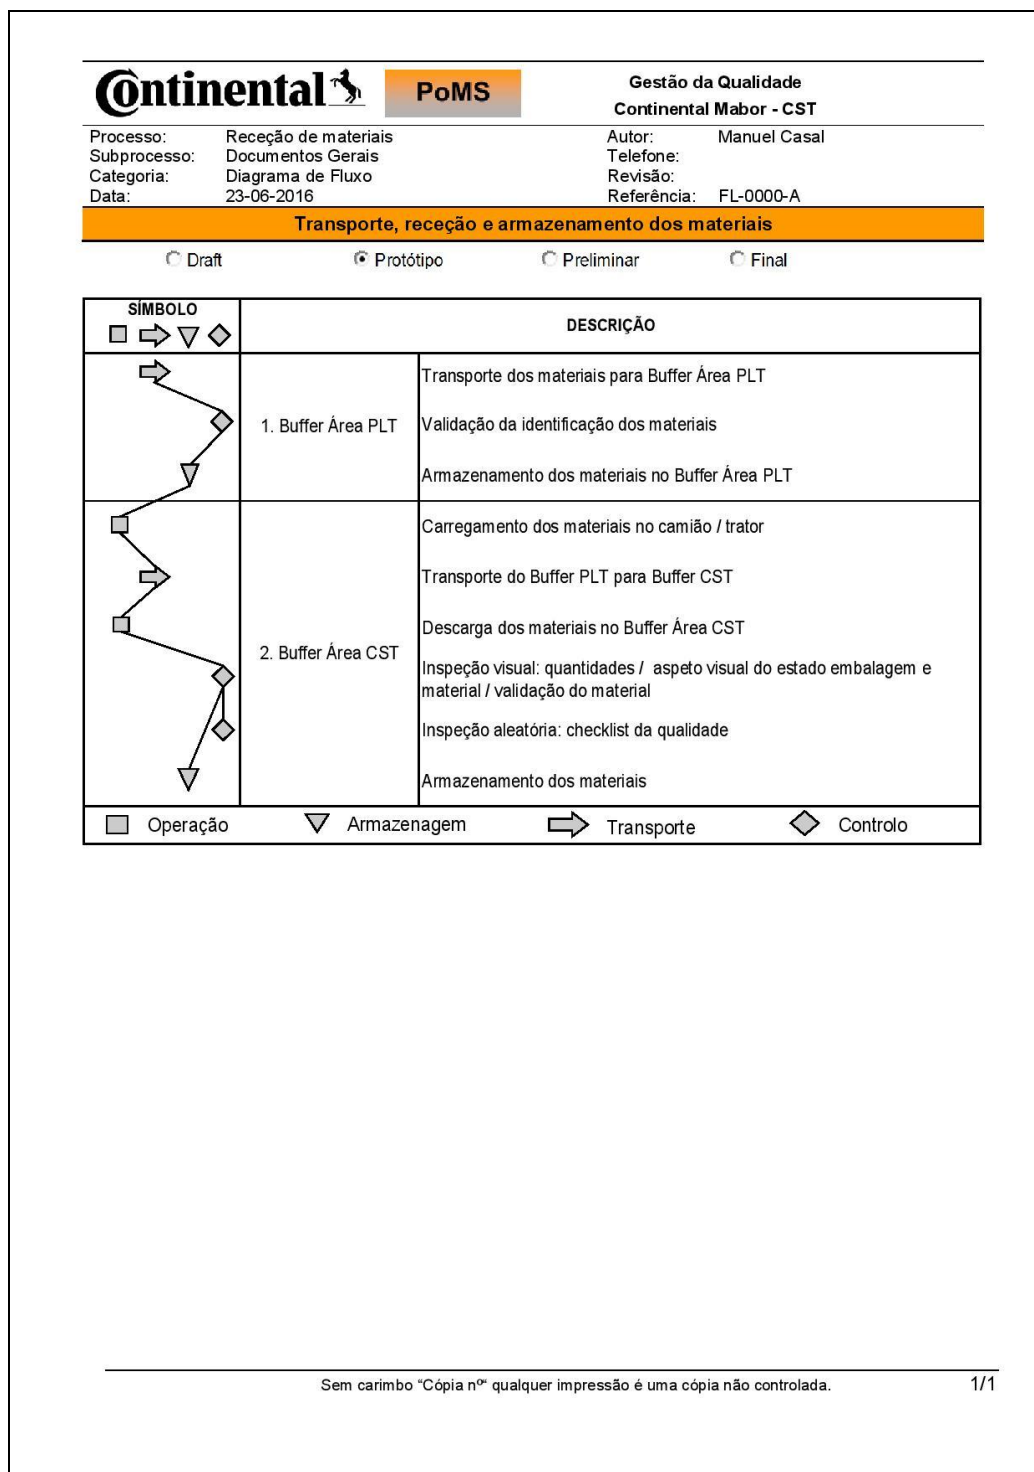 Continental
PoMS
Gestão da Qualidade
Continental Mabor - CST
Processo: Receção de materiais
Subprocesso: Documentos Gerais
Categoria: Diagrama de Fluxo
Data: 23-06-2016
Autor: Manuel Casal
Telefone:
Revisão:
Referência: FL-0000-A
Transporte, receção e armazenamento dos materiais
Draft Protótipo Preliminar Final
SÍMBOLO
DESCRIÇÃO
1. Buffer Área PLT
Transporte dos materiais para Buffer Área PLT
Validação da identificação dos materiais
Armazenamento dos materiais no Buffer Área PLT
2. Buffer Área CST
Carregamento dos materiais no camião / trator
Transporte do Buffer PLT para Buffer CST
Descarga dos materiais no Buffer Área CST
Inspeção visual: quantidades / aspeto visual do estado embalagem e
material / validação do material
Inspeção aleatória: checklist da qualidade
Armazenamento dos materiais
Operação Armazenagem Transporte Controlo
Sem carimbo “Cópia nº“ qualquer impressão é uma cópia não controlada. 1/1